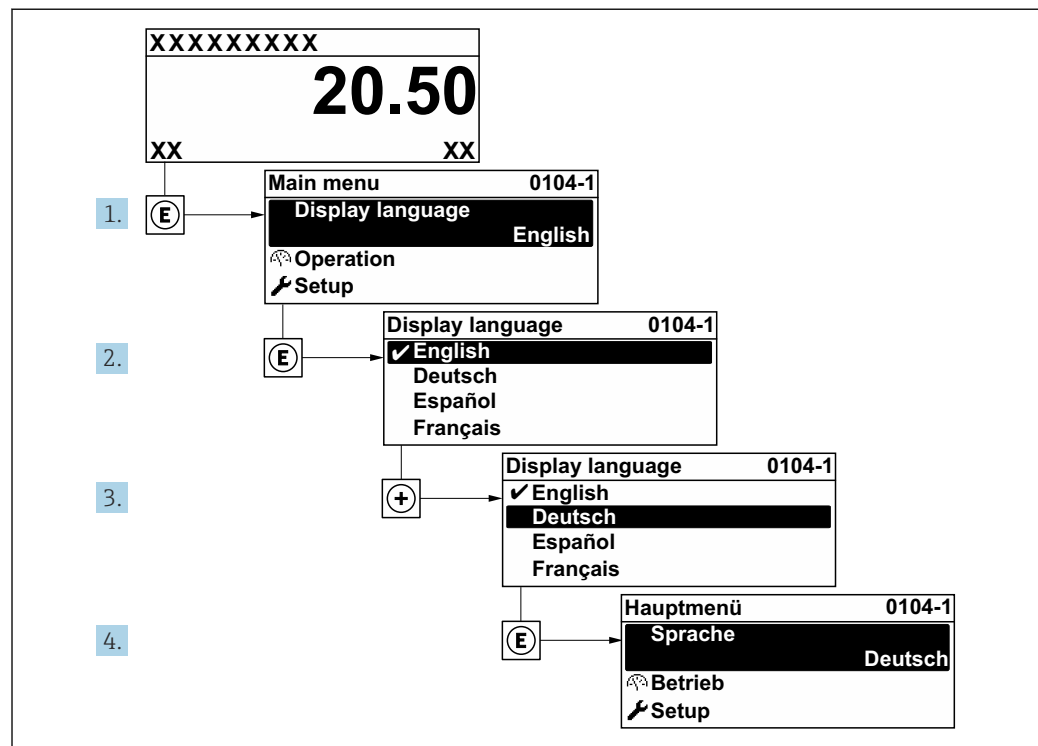 XXXXXXXXX
20.50
XX XX
1.
E
Main menu 0104-1
Display language
English
Operation
Setup
2.
E
Display language 0104-1
✔English
Deutsch
Español
Français
3.
+
Display language 0104-1
✔English
Deutsch
Español
Français
4.
E
Hauptmenü 0104-1
Sprache
Deutsch
Betrieb
Setup